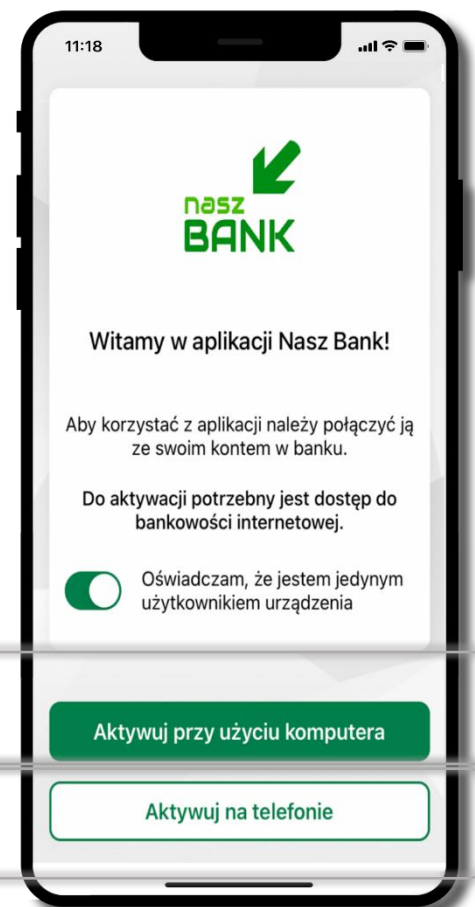 11:18
nasz
BANK
Witamy w aplikacji Nasz Bank!
Aby korzystać z aplikacji należy połączyć ją
ze swoim kontem w banku.
Do aktywacji potrzebny jest dostęp do
bankowości internetowej.
Oświadczam, że jestem jedynym
użytkownikiem urządzenia
Aktywuj przy użyciu komputera
Aktywuj na telefonie